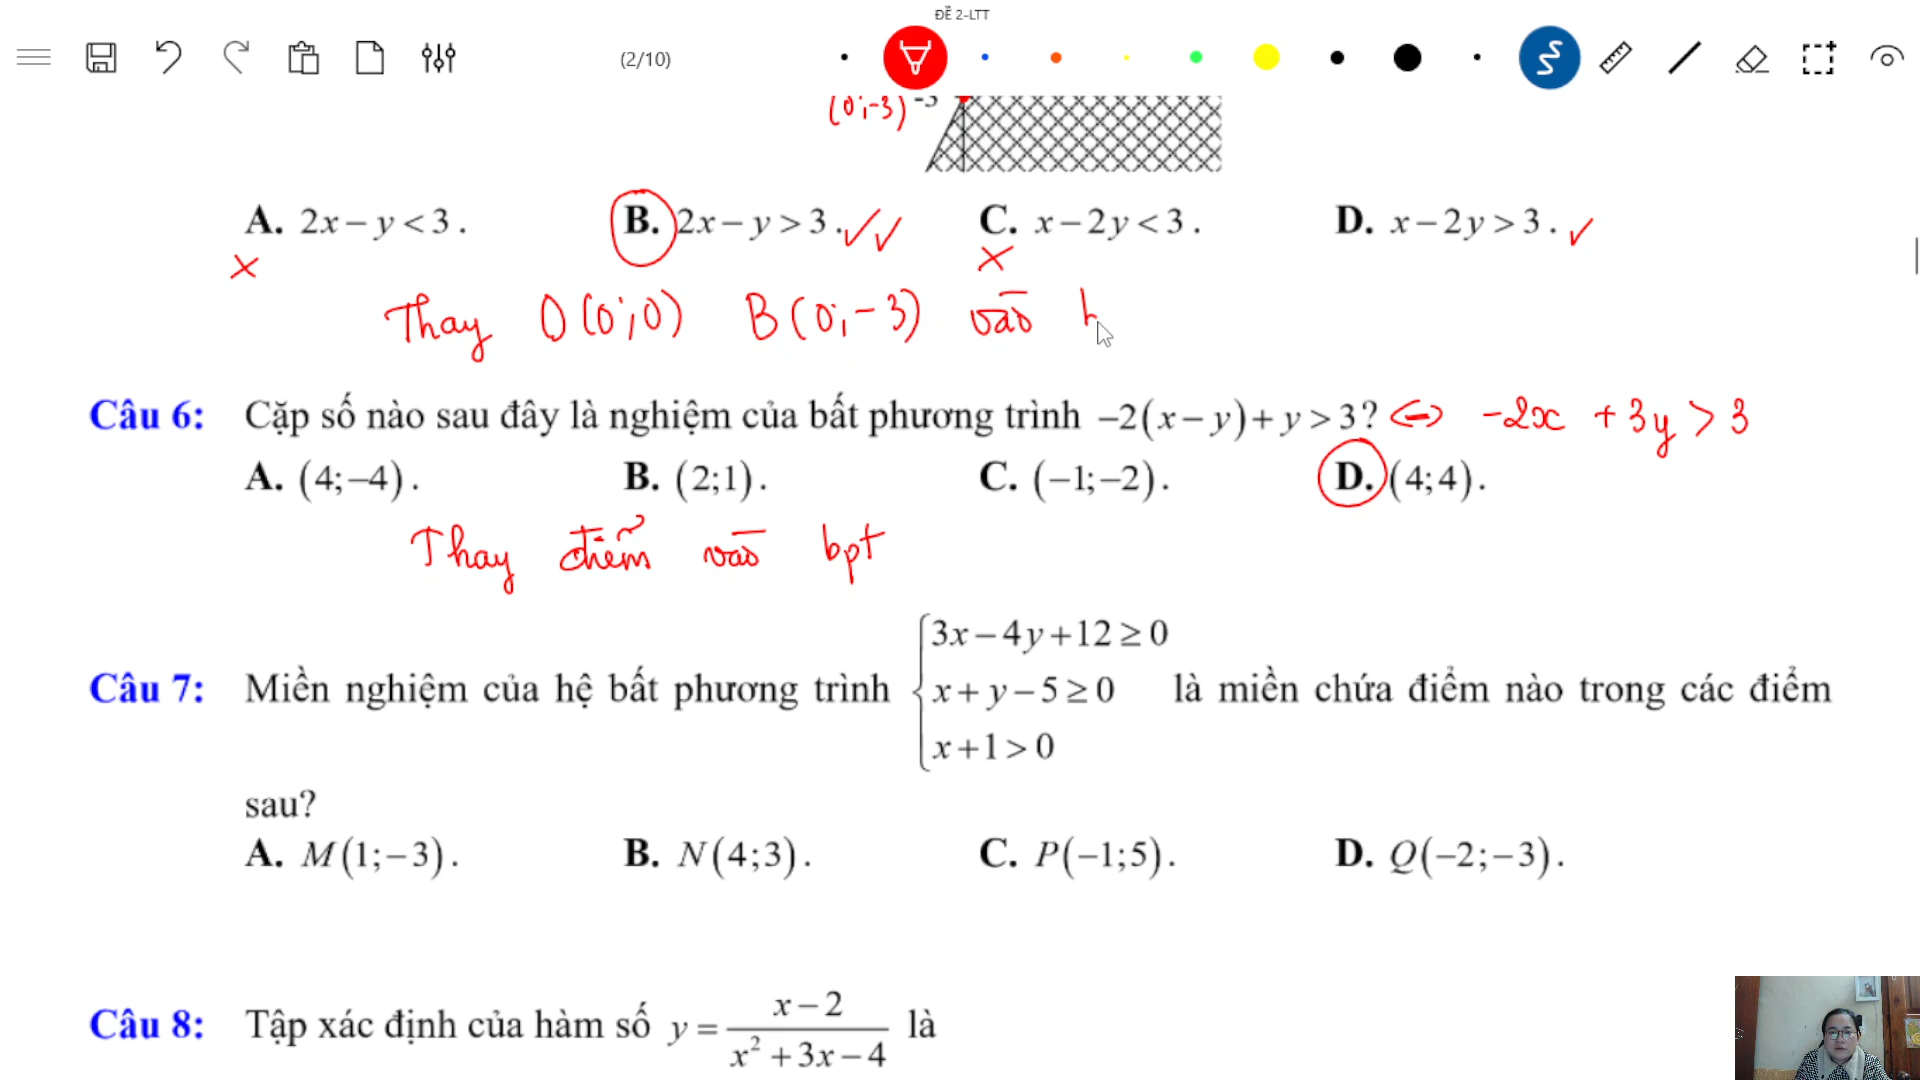 ĐỀ 2-LTT
(2/10)
(0;-3) -3
A. 2x − y < 3. B. 2x − y > 3. C. x − 2y < 3. D. x − 2y > 3.
Thay O(0;0) B(0;-3) vào
Câu 6: Cặp số nào sau đây là nghiệm của bất phương trình −2(x − y) + y > 3? ⇔ -2x + 3y > 3
A. (4;−4). B. (2;1). C. (−1;−2). D. (4;4).
Thay điểm vào bpt
3x − 4y + 12 ≥ 0
Câu 7: Miền nghiệm của hệ bất phương trình { x + y − 5 ≥ 0 là miền chứa điểm nào trong các điểm
x + 1 > 0
sau?
A. M(1;−3). B. N(4;3). C. P(−1;5). D. Q(−2;−3).
Câu 8: Tập xác định của hàm số y = (x − 2)/(x² + 3x − 4) là